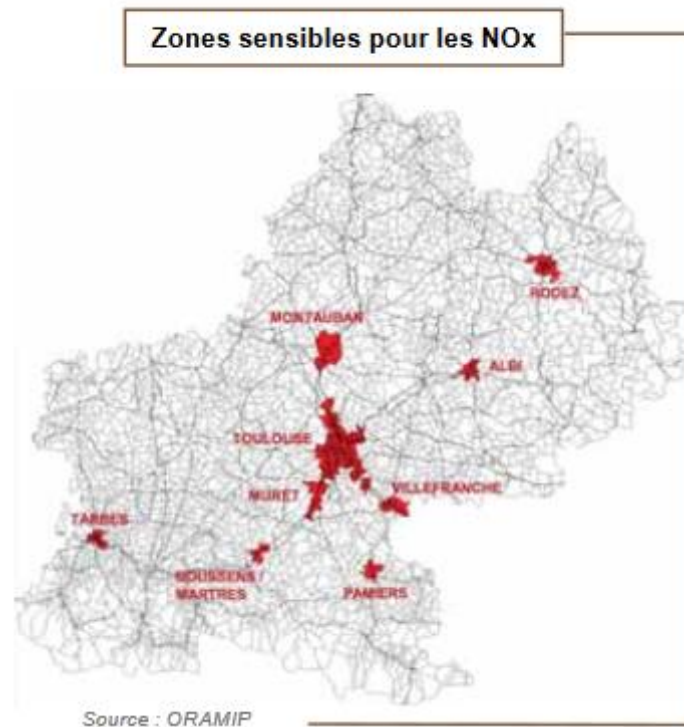 Zones sensibles pour les NOx
RODEZ
MONTAUBAN
ALBI
TOULOUSE
MURET
VILLEFRANCHE
TARBES
BOUSSENS /
MARTRES
PAMIERS
Source : ORAMIP